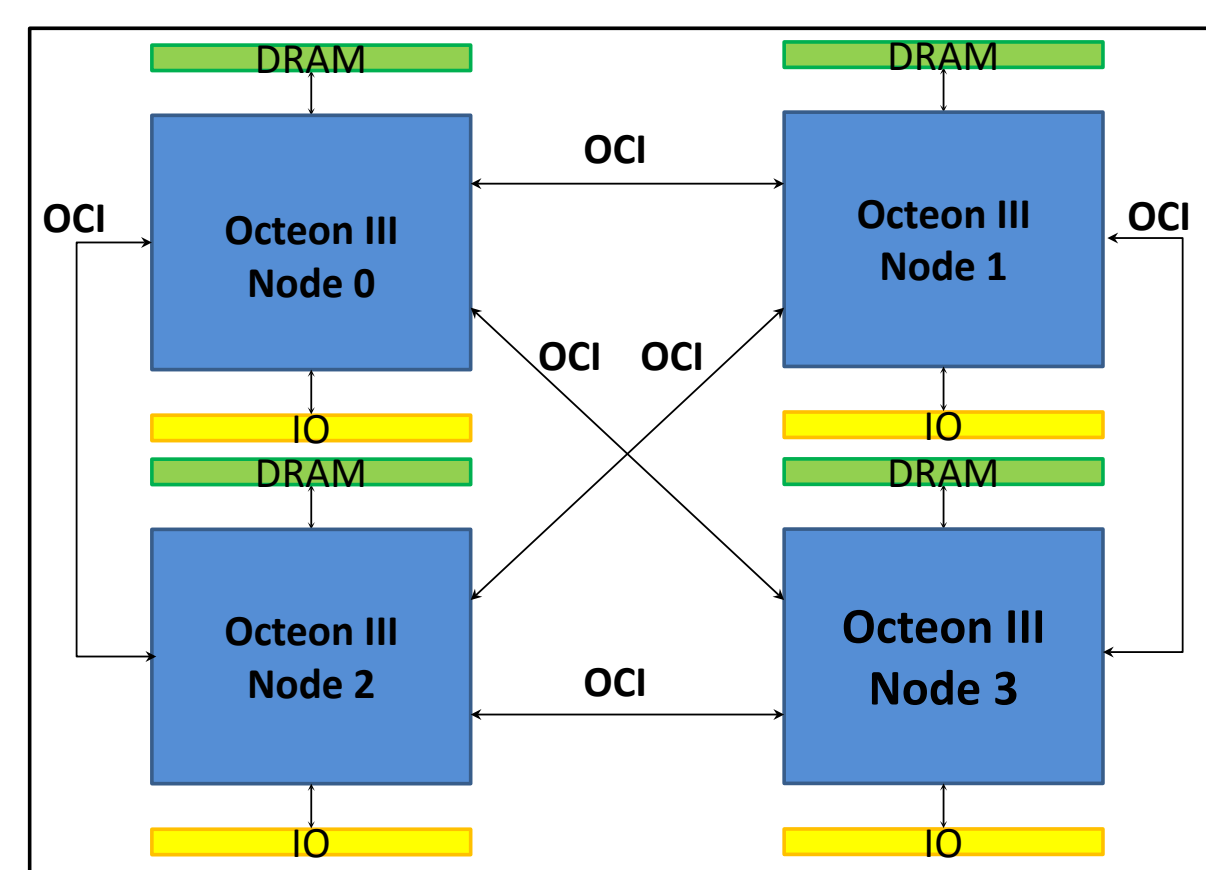 DRAM
DRAM
OCI
OCI
Octeon III
Node 0
Octeon III
Node 1
OCI
OCI
OCI
IO
IO
DRAM
DRAM
Octeon III
Node 2
Octeon III
Node 3
OCI
IO
IO